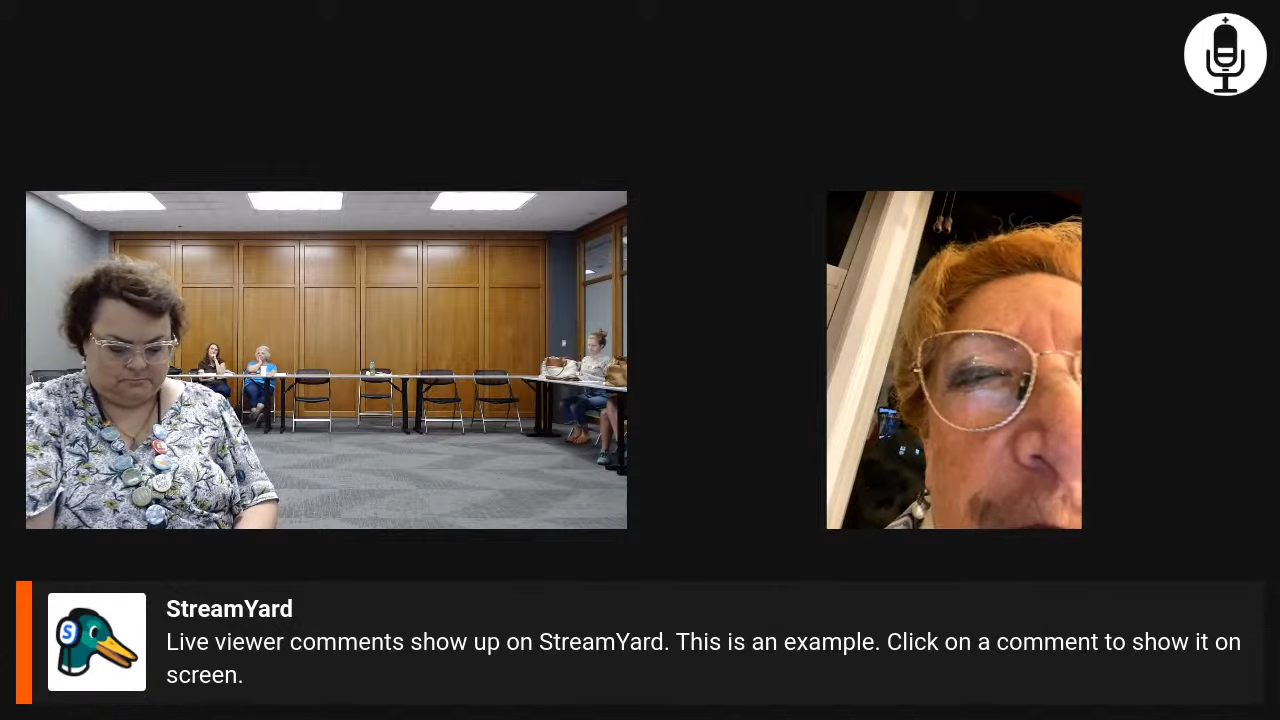 StreamYard
Live viewer comments show up on StreamYard. This is an example. Click on a comment to show it on
screen.